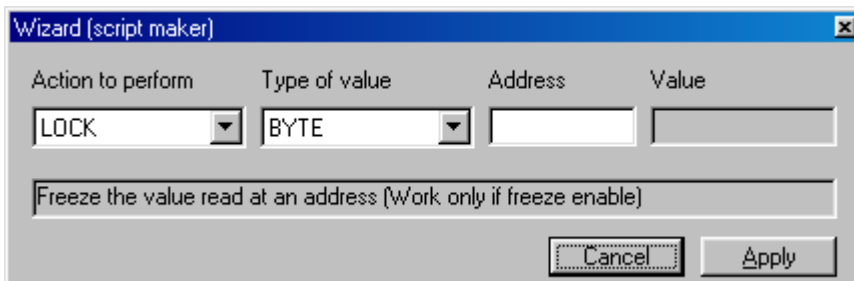 Wizard (script maker)
Action to perform Type of value Address Value
LOCK BYTE
Freeze the value read at an address (Work only if freeze enable)
Cancel Apply